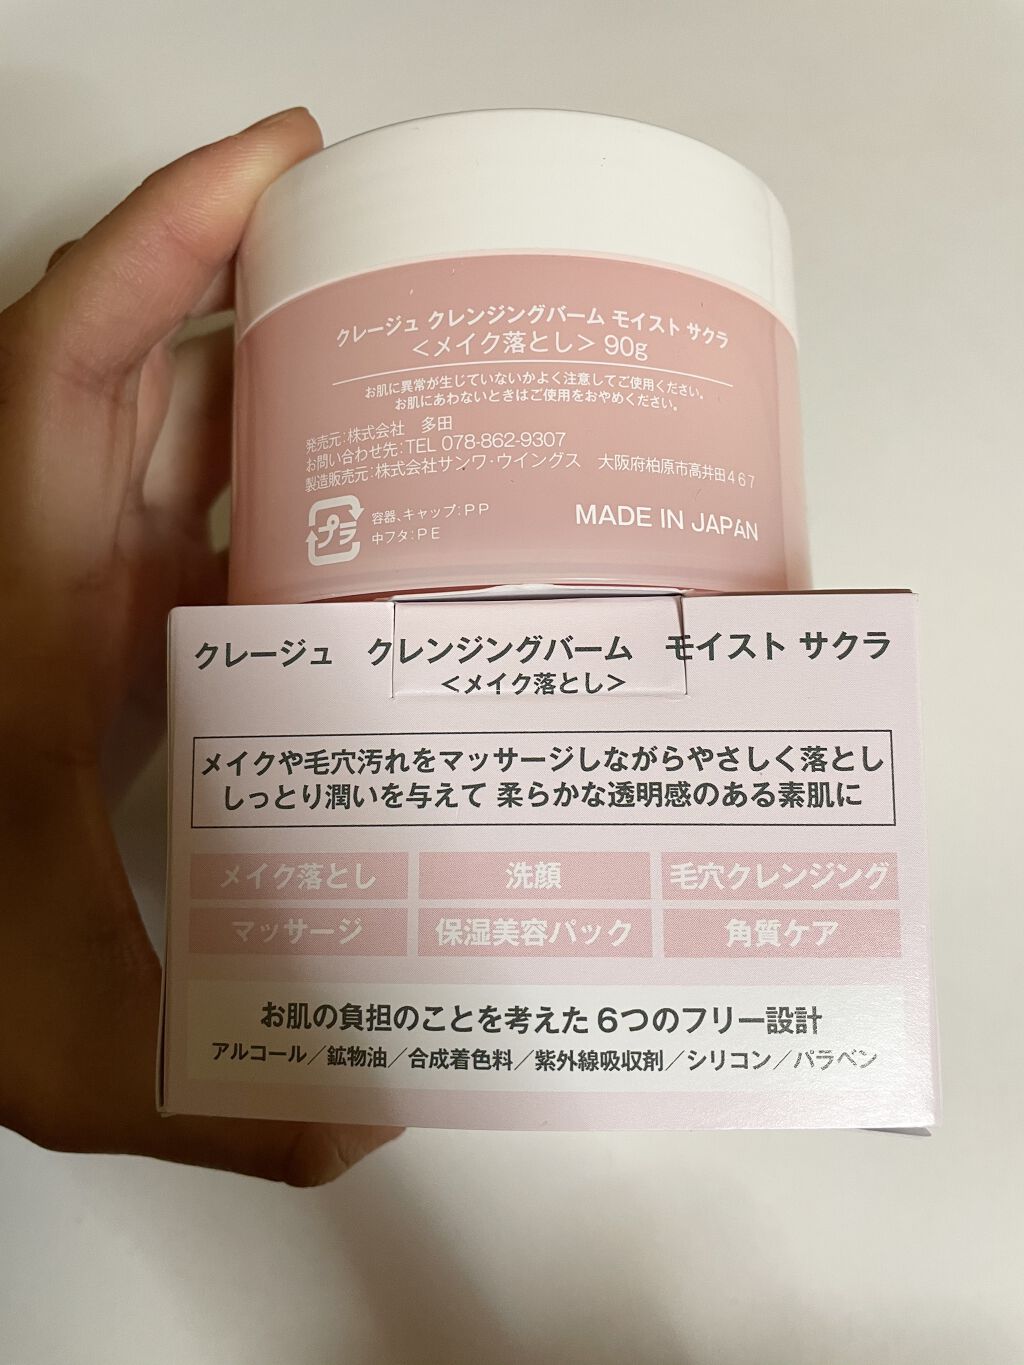 クレージュ クレンジングバーム モイスト サクラ
＜メイク落とし＞ 90g
お肌に異常が生じていないかよく注意してご使用ください。
お肌にあわないときはご使用をおやめください。
発売元:株式会社　多田
お問い合わせ先:TEL 078-862-9307
製造販売元:株式会社サンワ・ウイングス　大阪府柏原市高井田467
プラ
容器、キャップ:PP
中フタ:PE
MADE IN JAPAN
クレージュ　クレンジングバーム　モイスト サクラ
＜メイク落とし＞
メイクや毛穴汚れをマッサージしながらやさしく落とし
しっとり潤いを与えて 柔らかな透明感のある素肌に
メイク落とし 洗顔 毛穴クレンジング
マッサージ 保湿美容パック 角質ケア
お肌の負担のことを考えた 6つのフリー設計
アルコール／鉱物油／合成着色料／紫外線吸収剤／シリコン／パラベン